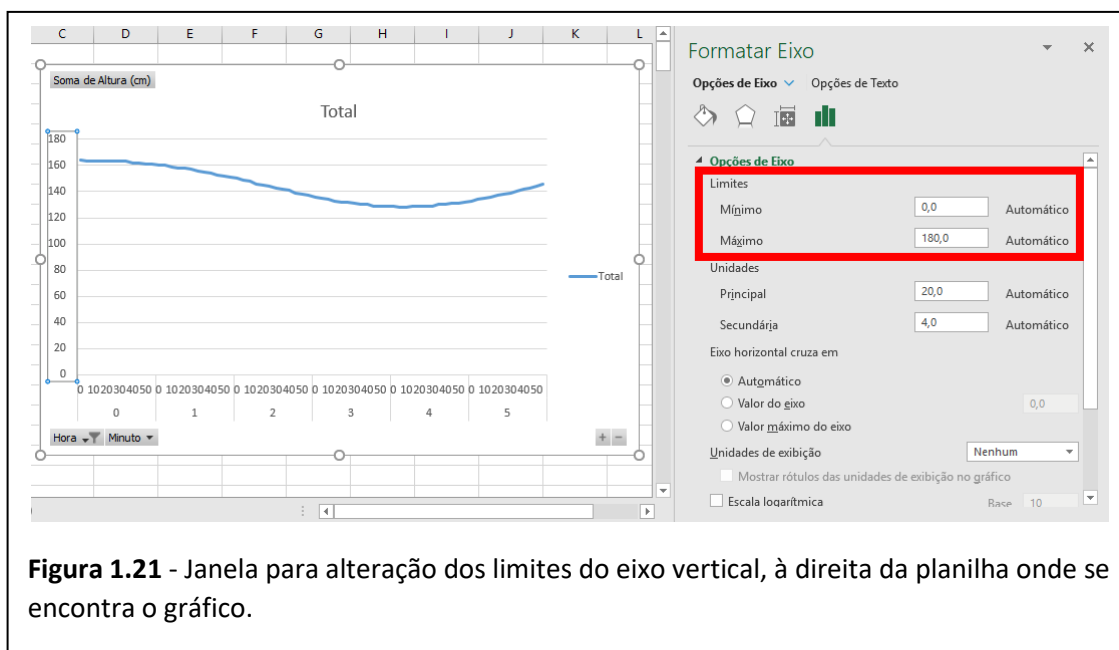 C D E F G H I J K L
Soma de Altura (cm)
Total
180
160
140
120
100
80
60
40
20
0
Total
0 1020304050 0 1020304050 0 1020304050 0 1020304050 0 1020304050 0 1020304050
0 1 2 3 4 5
Hora Minuto
+ -
Formatar Eixo
Opções de Eixo Opções de Texto
Opções de Eixo
Limites
Mínimo 0,0 Automático
Máximo 180,0 Automático
Unidades
Principal 20,0 Automático
Secundária 4,0 Automático
Eixo horizontal cruza em
Automático
Valor do eixo 0,0
Valor máximo do eixo
Unidades de exibição Nenhum
Mostrar rótulos das unidades de exibição no gráfico
Escala logarítmica Base 10
Figura 1.21 - Janela para alteração dos limites do eixo vertical, à direita da planilha onde se
encontra o gráfico.